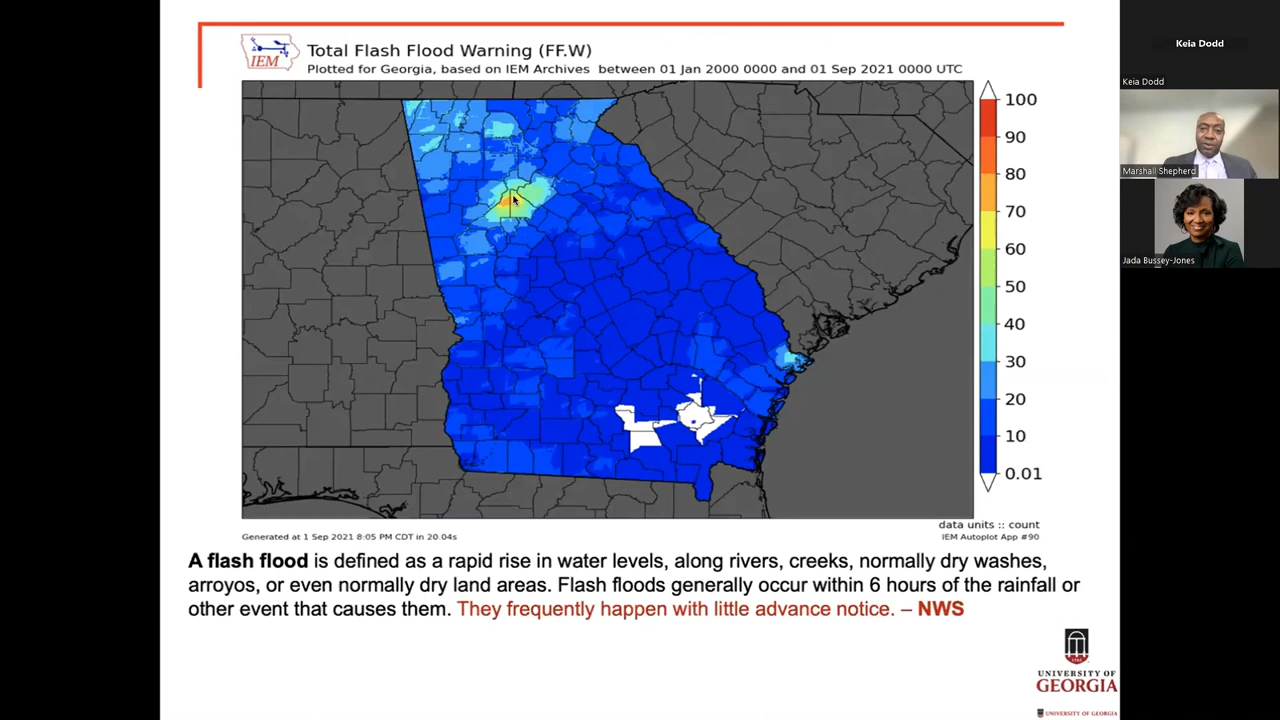 IEM
Total Flash Flood Warning (FF.W)
Plotted for Georgia, based on IEM Archives between 01 Jan 2000 0000 and 01 Sep 2021 0000 UTC
100
90
80
70
60
50
40
30
20
10
0.01
data units :: count
Generated at 1 Sep 2021 8:05 PM CDT in 20.04s
IEM Autoplot App #90
A flash flood is defined as a rapid rise in water levels, along rivers, creeks, normally dry washes,
arroyos, or even normally dry land areas. Flash floods generally occur within 6 hours of the rainfall or
other event that causes them. They frequently happen with little advance notice. – NWS
1785
UNIVERSITY OF
GEORGIA
UNIVERSITY OF GEORGIA
Keia Dodd
Keia Dodd
Marshall Shepherd
Jada Bussey-Jones